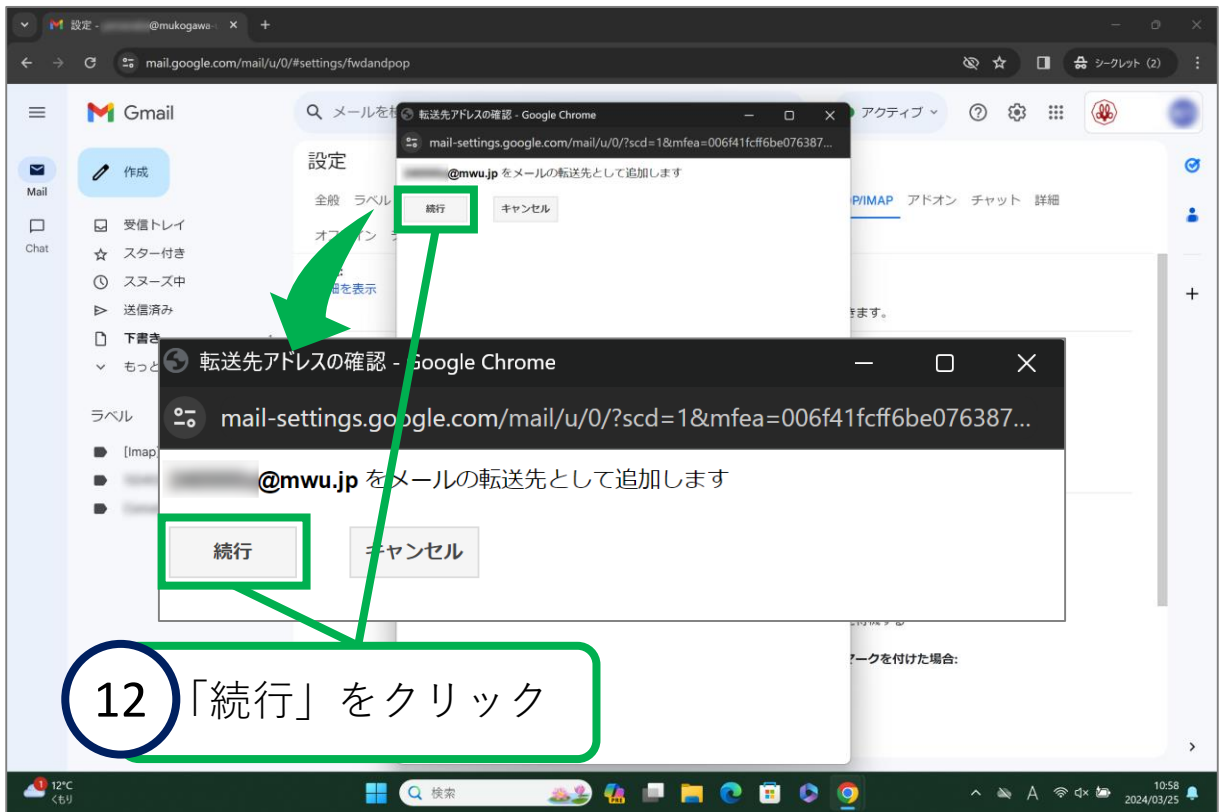 設定 -
@mukogawa-
mail.google.com/mail/u/0/#settings/fwdandpop
シークレット (2)
Gmail
メールを検
アクティブ
転送先アドレスの確認 - Google Chrome
mail-settings.google.com/mail/u/0/?scd=1&mfea=006f41fcff6be076387...
@mwu.jp をメールの転送先として追加します
続行
キャンセル
Mail
Chat
作成
受信トレイ
スター付き
スヌーズ中
送信済み
下書き
もっと
ラベル
[Imap]
設定
全般 ラベル
P/IMAP アドオン チャット 詳細
オフライン
細を表示
きます。
転送先アドレスの確認 - Google Chrome
mail-settings.google.com/mail/u/0/?scd=1&mfea=006f41fcff6be076387...
@mwu.jp をメールの転送先として追加します
続行
キャンセル
マークを付けた場合:
12 「続行」をクリック
1
12°C
くもり
検索
A
10:58
2024/03/25